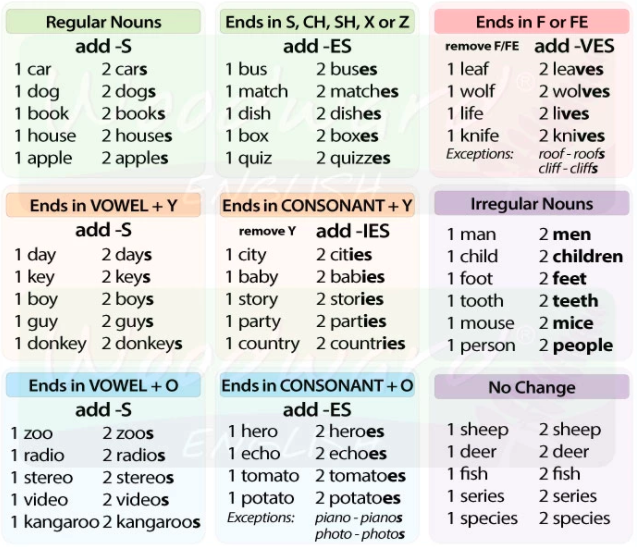 Regular Nouns
add -S
1 car 2 cars
1 dog 2 dogs
1 book 2 books
1 house 2 houses
1 apple 2 apples
Ends in S, CH, SH, X or Z
add -ES
1 bus 2 buses
1 match 2 matches
1 dish 2 dishes
1 box 2 boxes
1 quiz 2 quizzes
Ends in F or FE
remove F/FE add -VES
1 leaf 2 leaves
1 wolf 2 wolves
1 life 2 lives
1 knife 2 knives
Exceptions: roof - roofs
cliff - cliffs
Ends in VOWEL + Y
add -S
1 day 2 days
1 key 2 keys
1 boy 2 boys
1 guy 2 guys
1 donkey 2 donkeys
Ends in CONSONANT + Y
remove Y add -IES
1 city 2 cities
1 baby 2 babies
1 story 2 stories
1 party 2 parties
1 country 2 countries
Irregular Nouns
1 man 2 men
1 child 2 children
1 foot 2 feet
1 tooth 2 teeth
1 mouse 2 mice
1 person 2 people
Ends in VOWEL + O
add -S
1 zoo 2 zoos
1 radio 2 radios
1 stereo 2 stereos
1 video 2 videos
1 kangaroo 2 kangaroos
Ends in CONSONANT + O
add -ES
1 hero 2 heroes
1 echo 2 echoes
1 tomato 2 tomatoes
1 potato 2 potatoes
Exceptions: piano - pianos
photo - photos
No Change
1 sheep 2 sheep
1 deer 2 deer
1 fish 2 fish
1 series 2 series
1 species 2 species
Woodward®
ENGLISH
Woodward®
ENGLISH